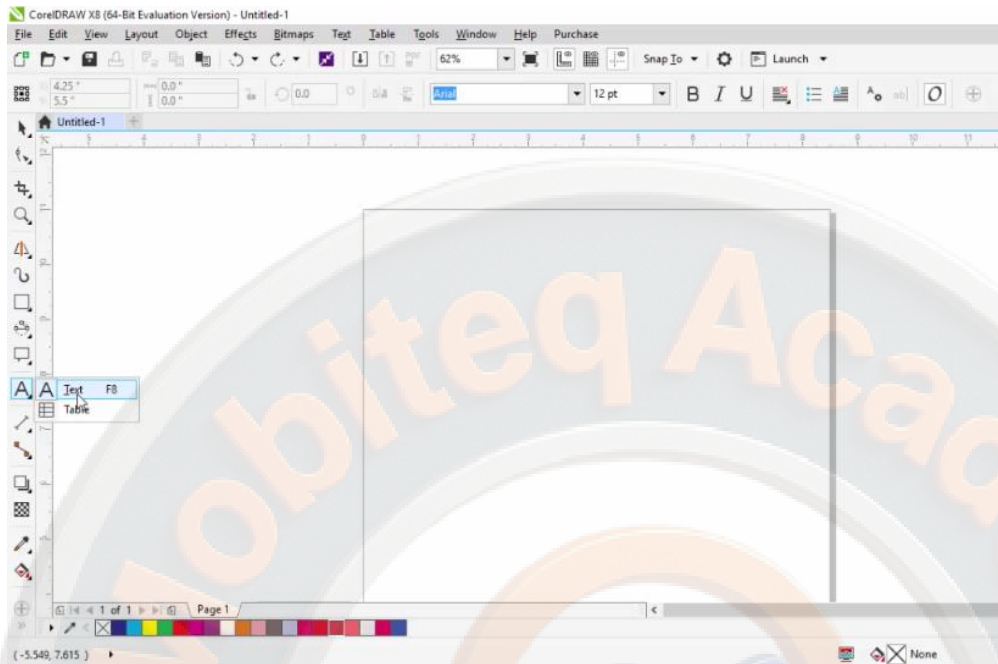 CorelDRAW X8 (64-Bit Evaluation Version) - Untitled-1
File Edit View Layout Object Effects Bitmaps Text Table Tools Window Help Purchase
62% Snap To Launch
4.25 " 0.0 "
5.5 " 0.0 "
0.0 Arial 12 pt B I U
Untitled-1
Mobiteq Acad
A A Text F8
Table
1 of 1 Page 1
( -5.549, 7.615 ) None